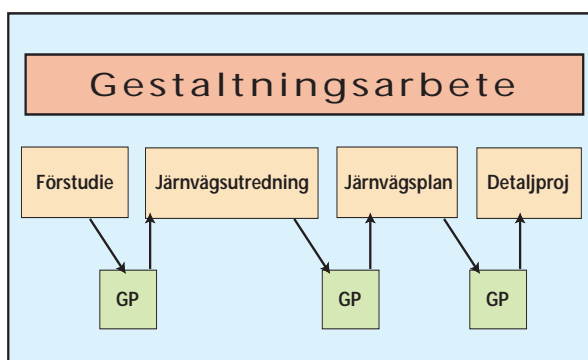 Gestaltningsarbete
Förstudie Järnvägsutredning Järnvägsplan Detaljproj
GP GP GP